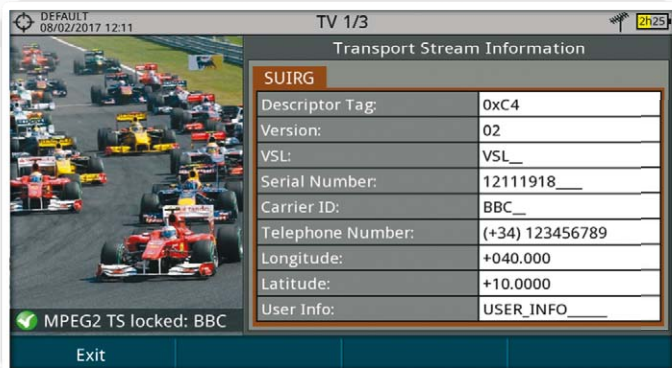 DEFAULT
08/02/2017 12:11
TV 1/3
2h25
Transport Stream Information
SUIRG
Descriptor Tag: 0xC4
Version: 02
VSL: VSL__
Serial Number: 12111918____
Carrier ID: BBC__
Telephone Number: (+34) 123456789
Longitude: +040.000
Latitude: +10.0000
User Info: USER_INFO______
MPEG2 TS locked: BBC
Exit